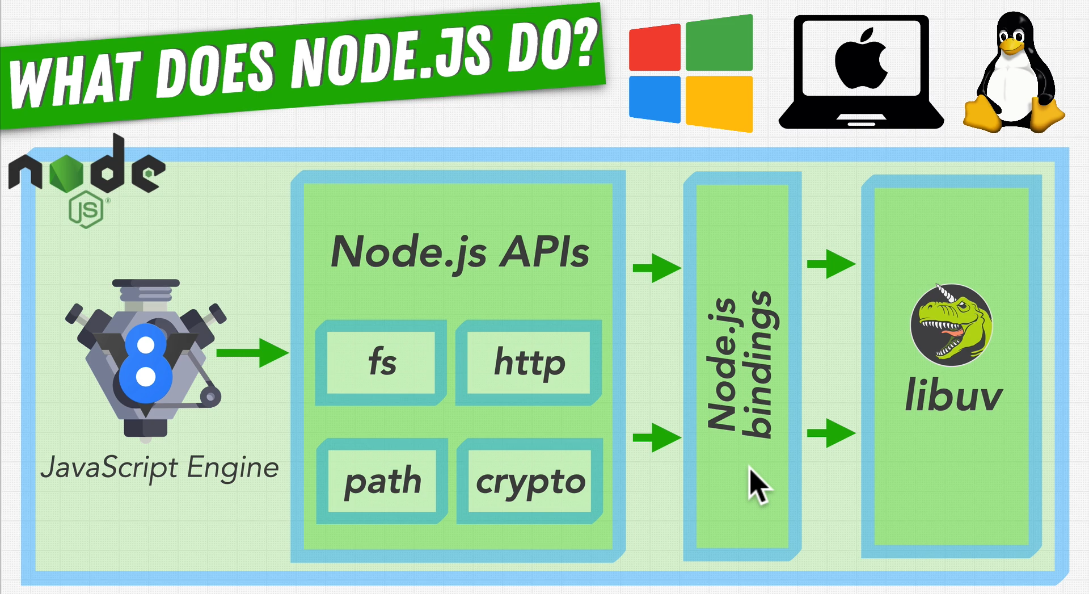 WHAT DOES NODE.JS DO?
node
JS
®
8
JavaScript Engine
Node.js APIs
fs
http
path
crypto
Node.js
bindings
libuv